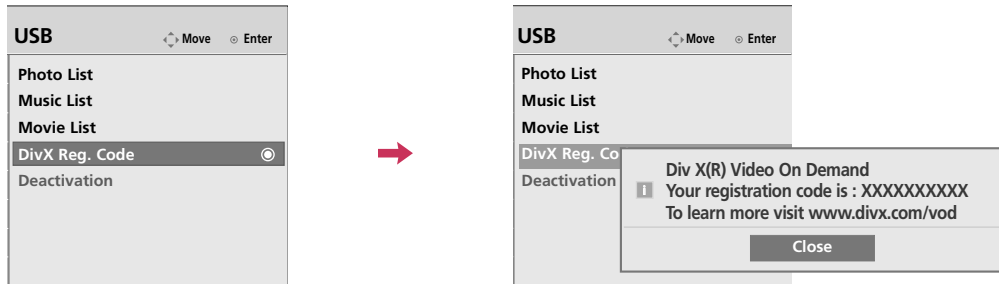 USB Move Enter
Photo List
Music List
Movie List
DivX Reg. Code
Deactivation
USB Move Enter
Photo List
Music List
Movie List
DivX Reg. Co
Deactivation
Div X(R) Video On Demand
i Your registration code is : XXXXXXXXXX
To learn more visit www.divx.com/vod
Close